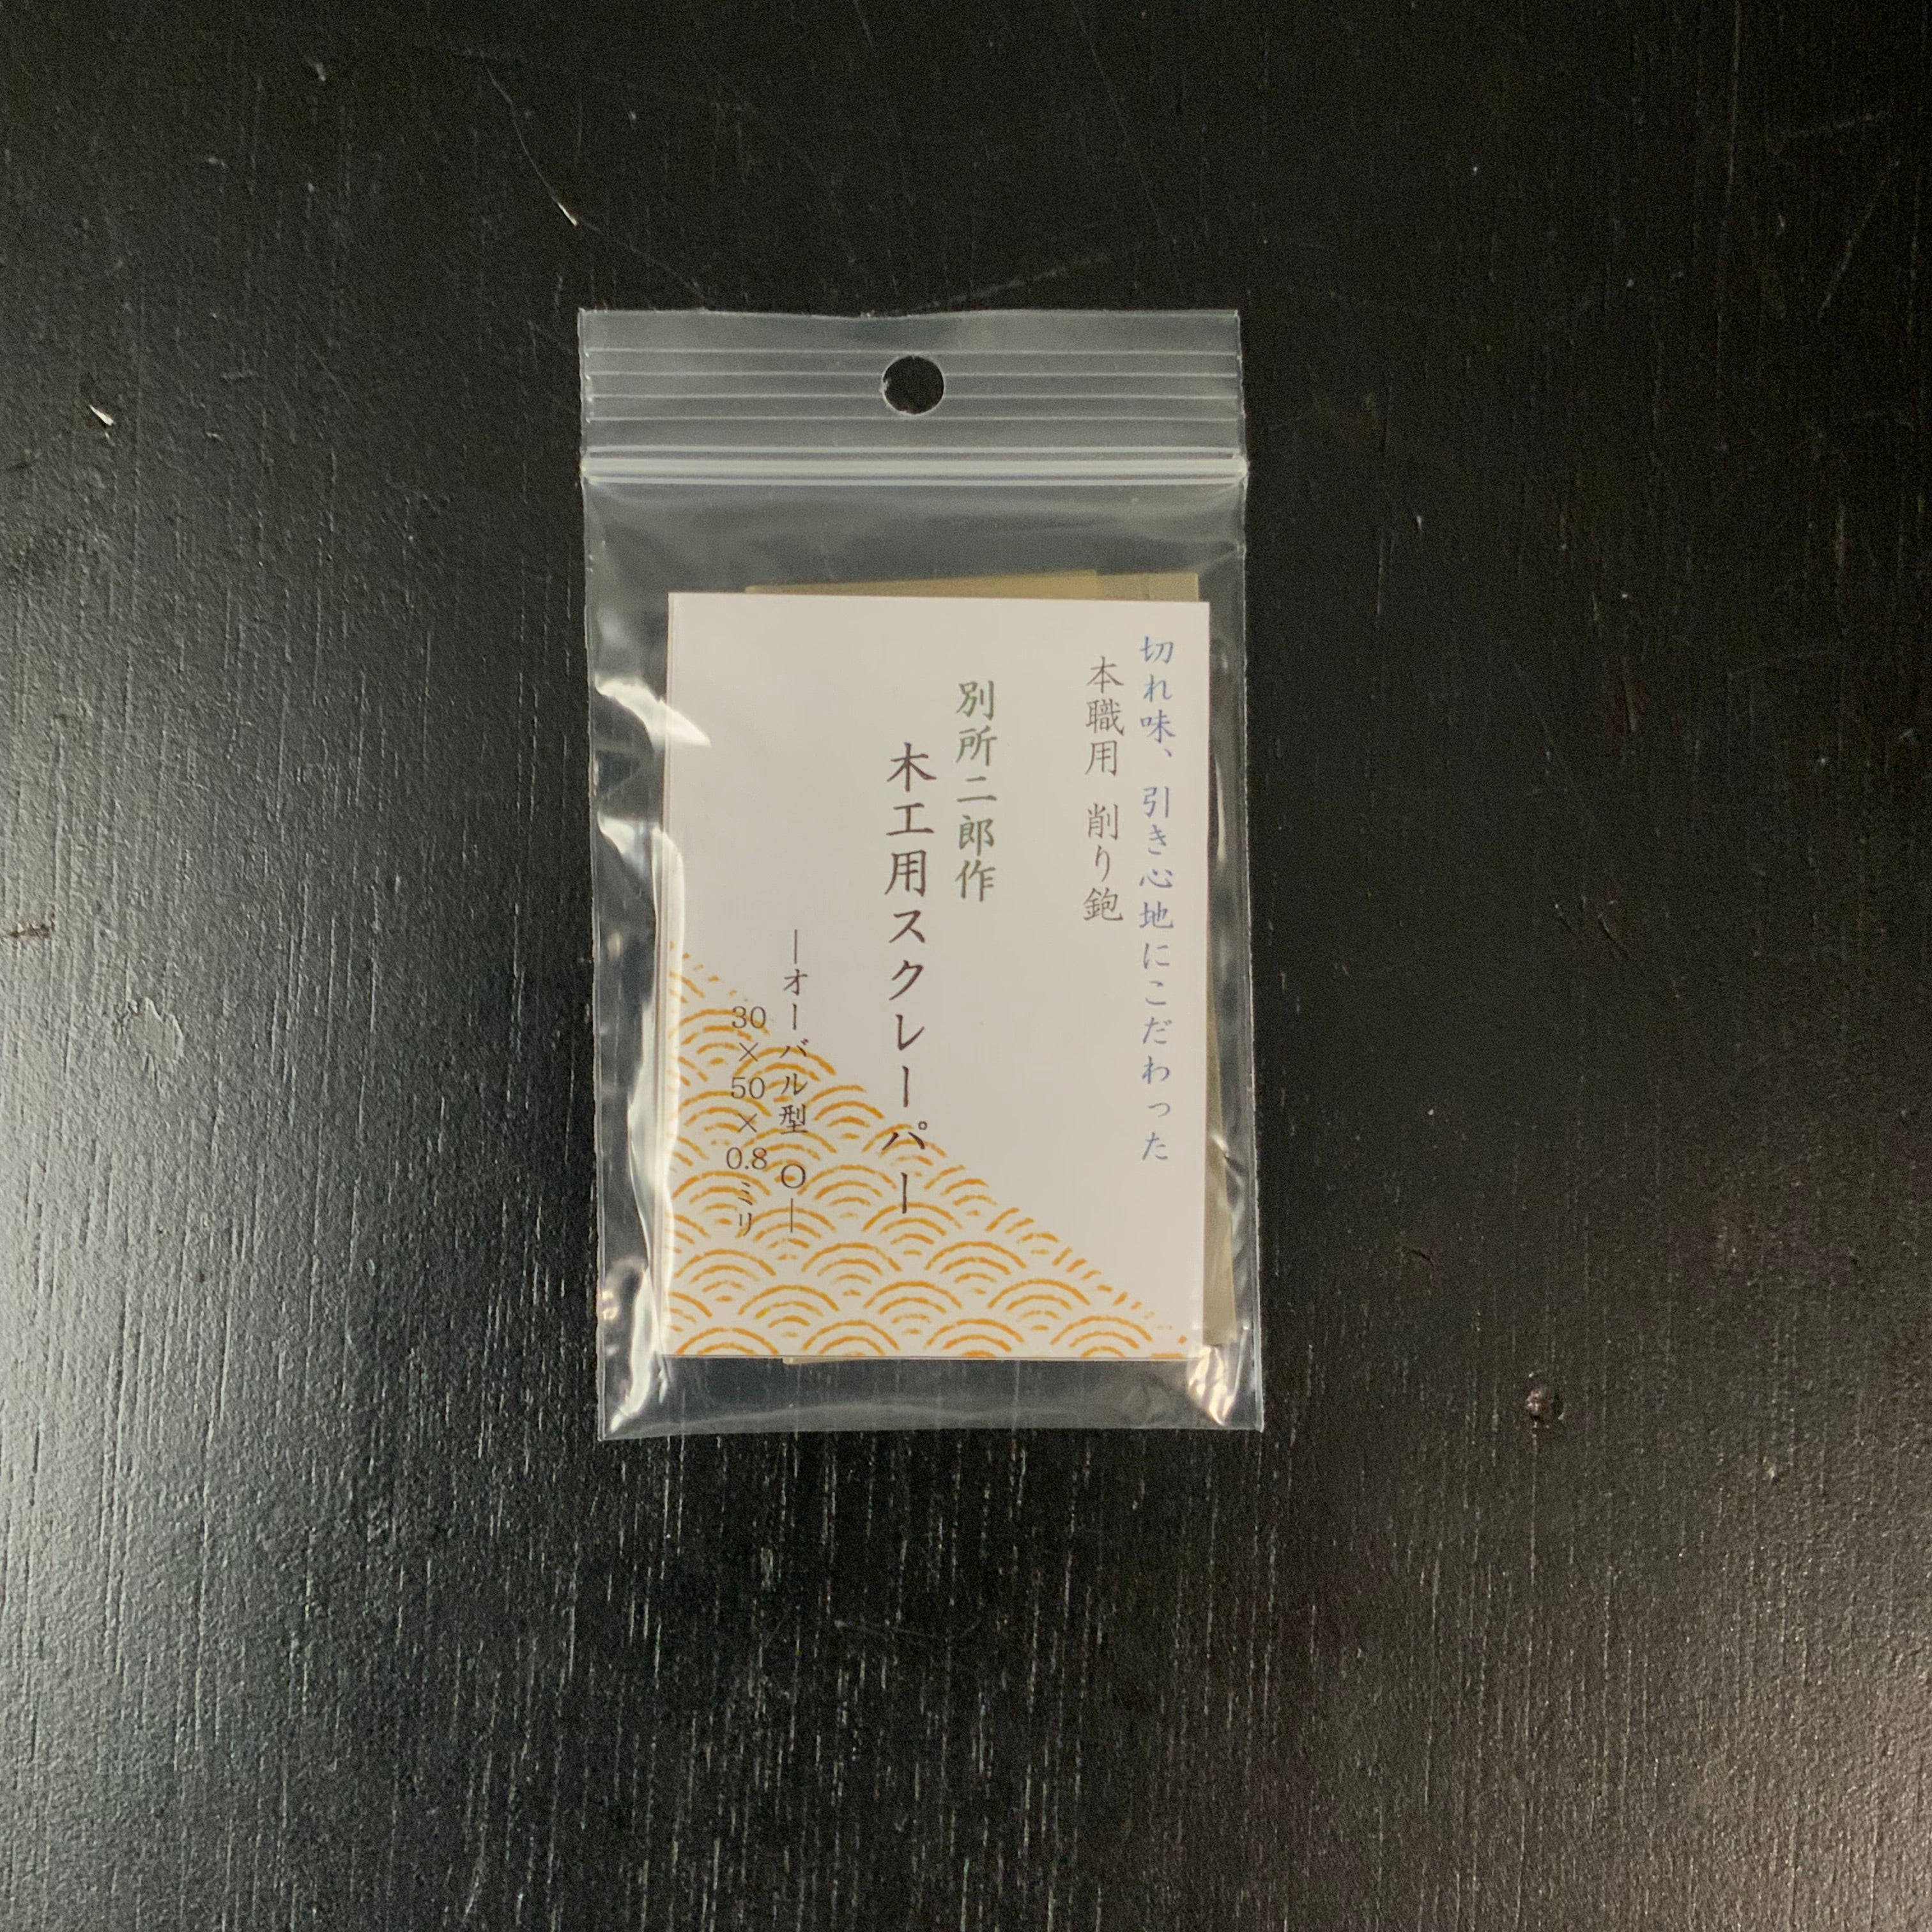 切れ味、引き心地にこだわった
本職用 削り鉋
別所二郎作
木工用スクレーパー
―オーバル型 O―
30×50×0.8ミリ